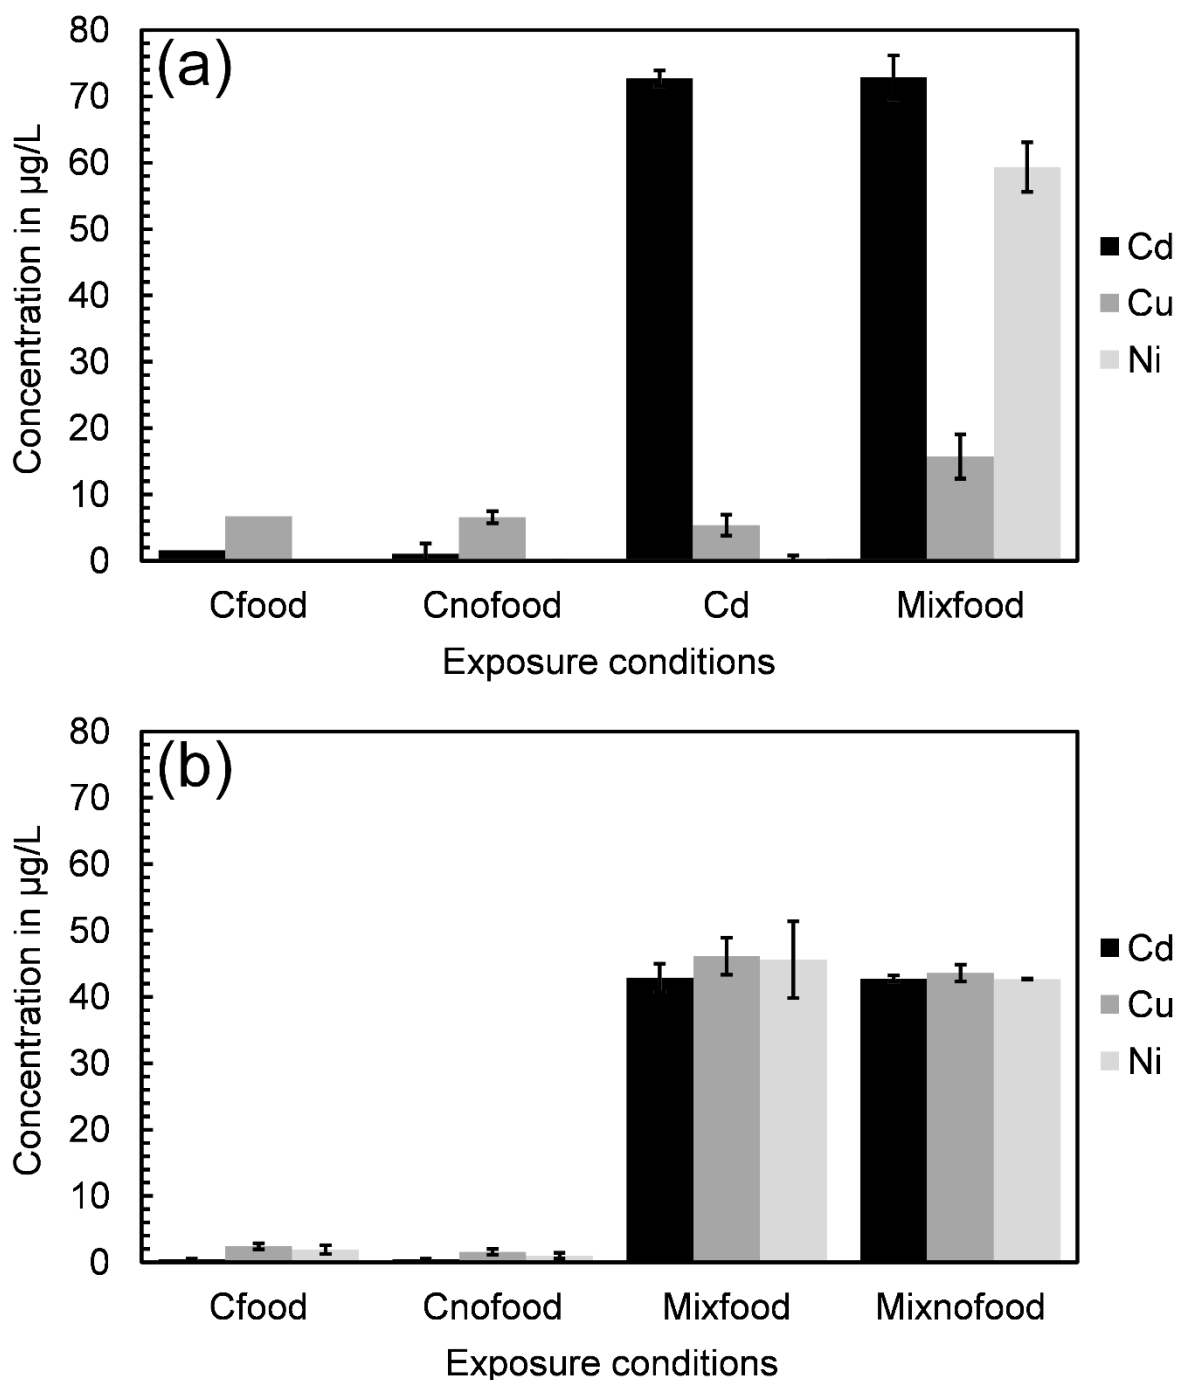 (a)
Concentration in µg/L
80
70
60
50
40
30
20
10
0
Cfood Cnofood Cd Mixfood
Exposure conditions
Cd
Cu
Ni
(b)
Concentration in µg/L
80
70
60
50
40
30
20
10
0
Cfood Cnofood Mixfood Mixnofood
Exposure conditions
Cd
Cu
Ni